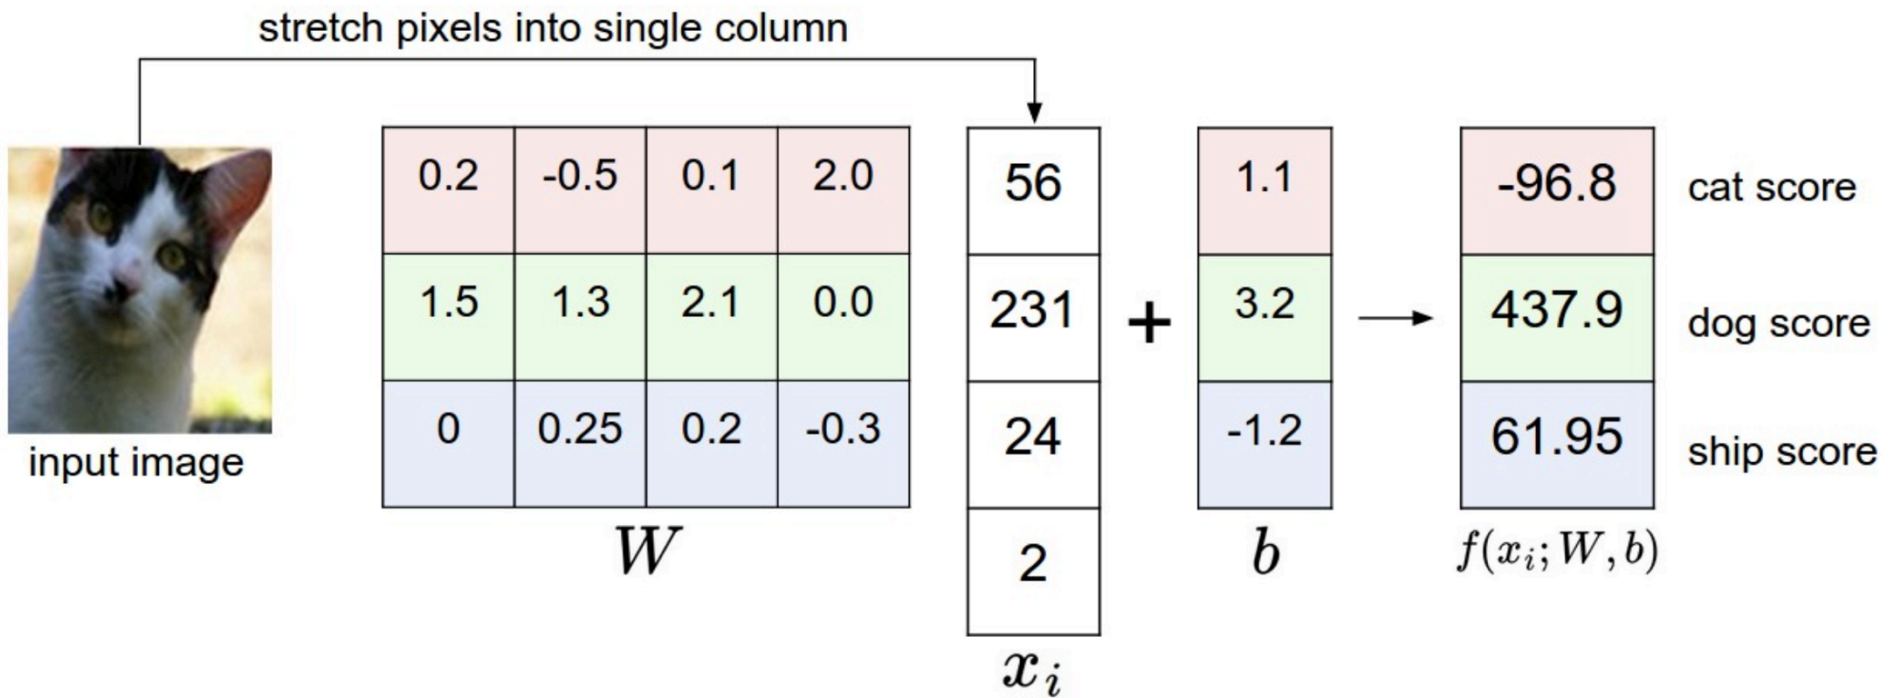 stretch pixels into single column
input image
0.2 -0.5 0.1 2.0
1.5 1.3 2.1 0.0
0 0.25 0.2 -0.3
W
56
231
24
2
x_i
+
1.1
3.2
-1.2
b
-96.8 cat score
437.9 dog score
61.95 ship score
f(x_i; W, b)